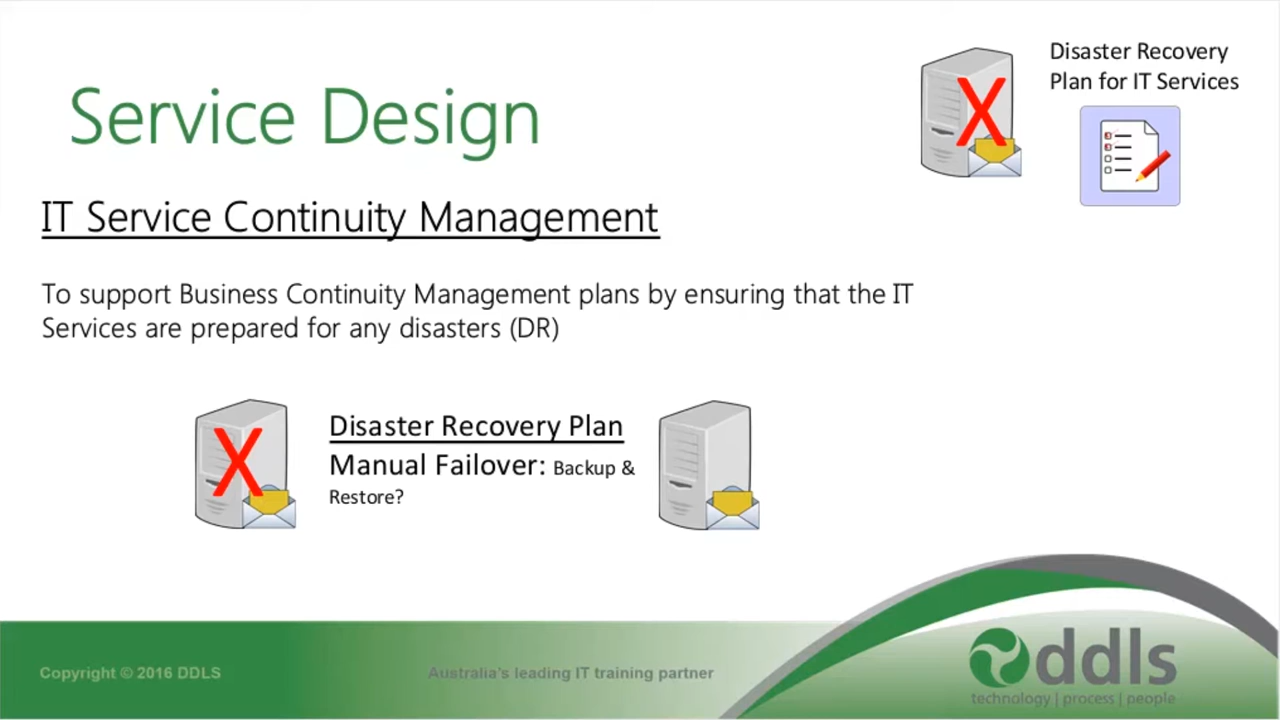 Disaster Recovery
Plan for IT Services
Service Design
IT Service Continuity Management
To support Business Continuity Management plans by ensuring that the IT
Services are prepared for any disasters (DR)
X
X
Disaster Recovery Plan
Manual Failover: Backup &
Restore?
Copyright © 2016 DDLS
Australia's leading IT training partner
ddls
technology | process | people